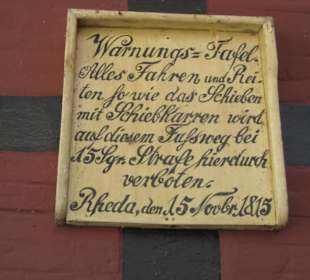 Warnungs=Tafel.
Alles Fahren und Rei
ten so wie das Schieben
mit Schiebkarren wird
auf diesem Fußweg bei
15 Sgr. Strafe hierdurch
verboten.
Rheda, den 15 Novbr. 1815